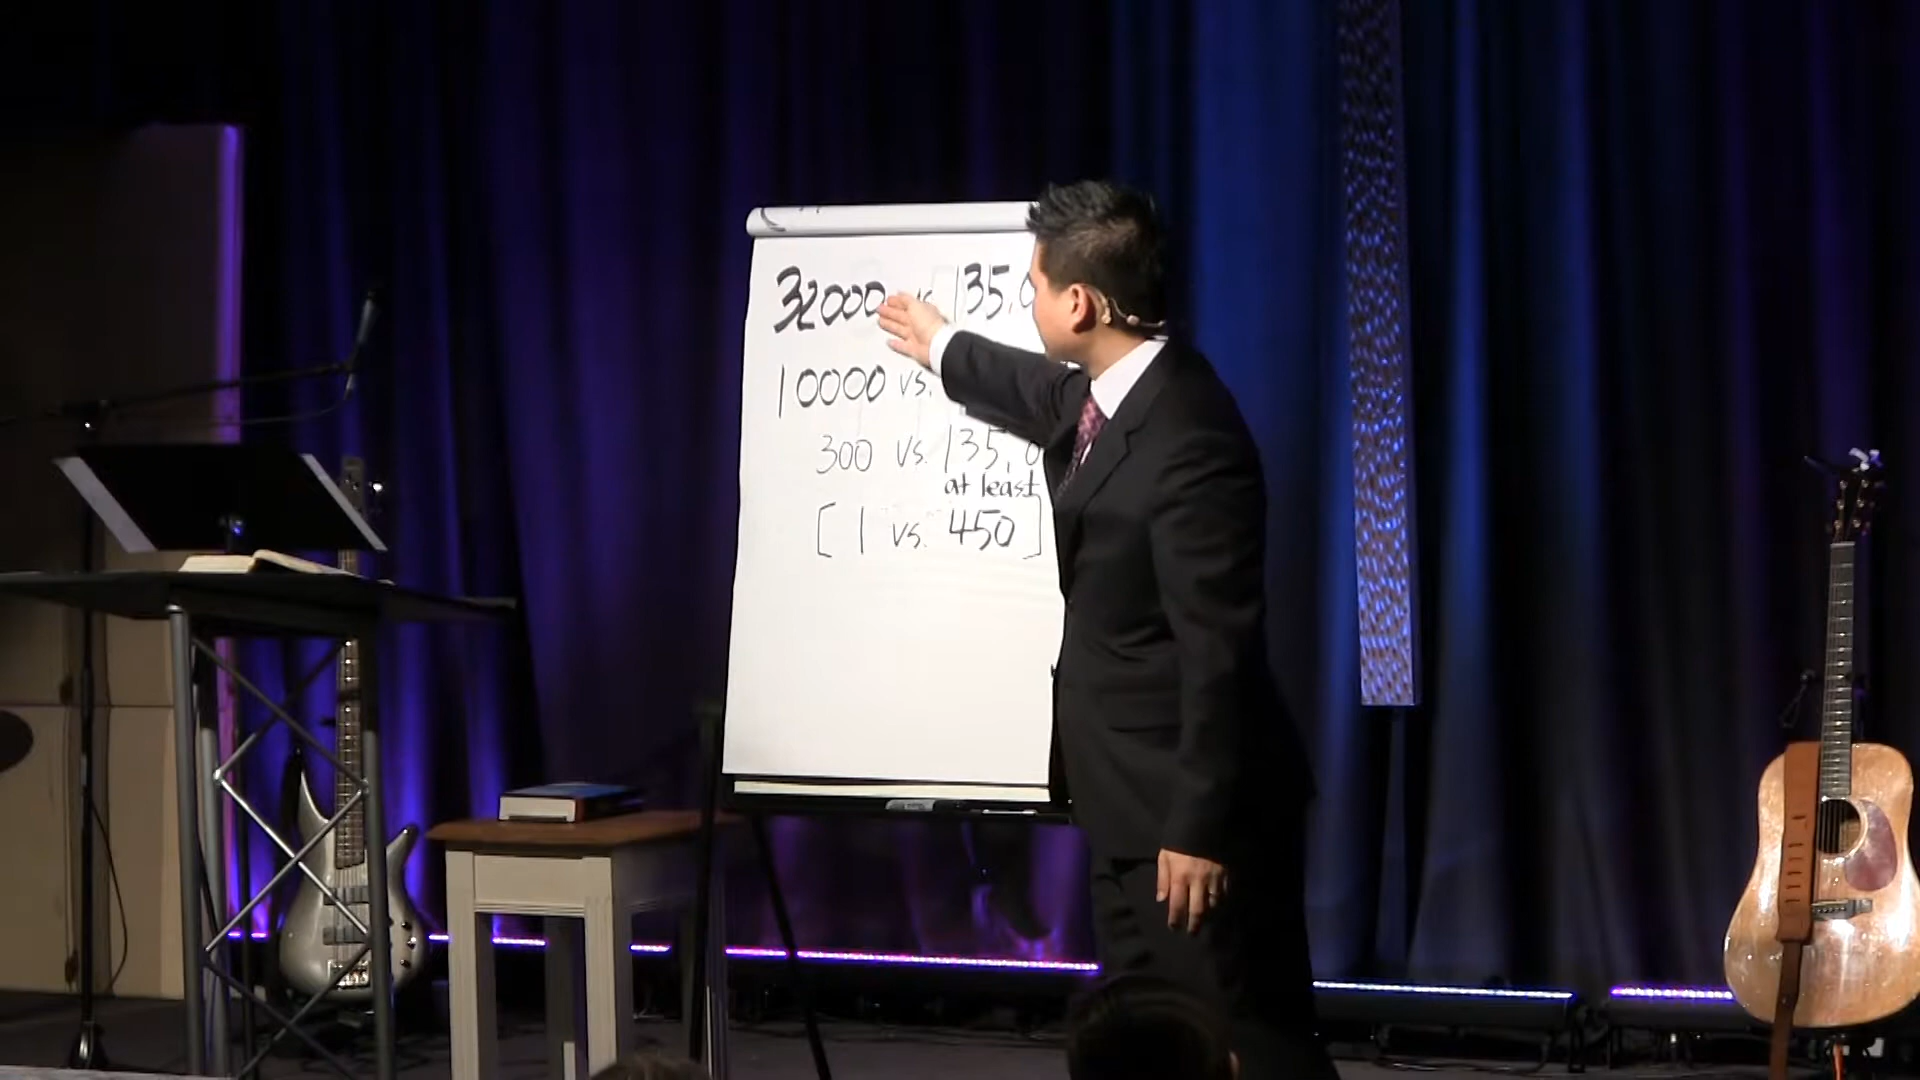 32000 vs. 135,0
10000 vs.
300 vs. 135,0
at least
[ 1 vs. 450 ]